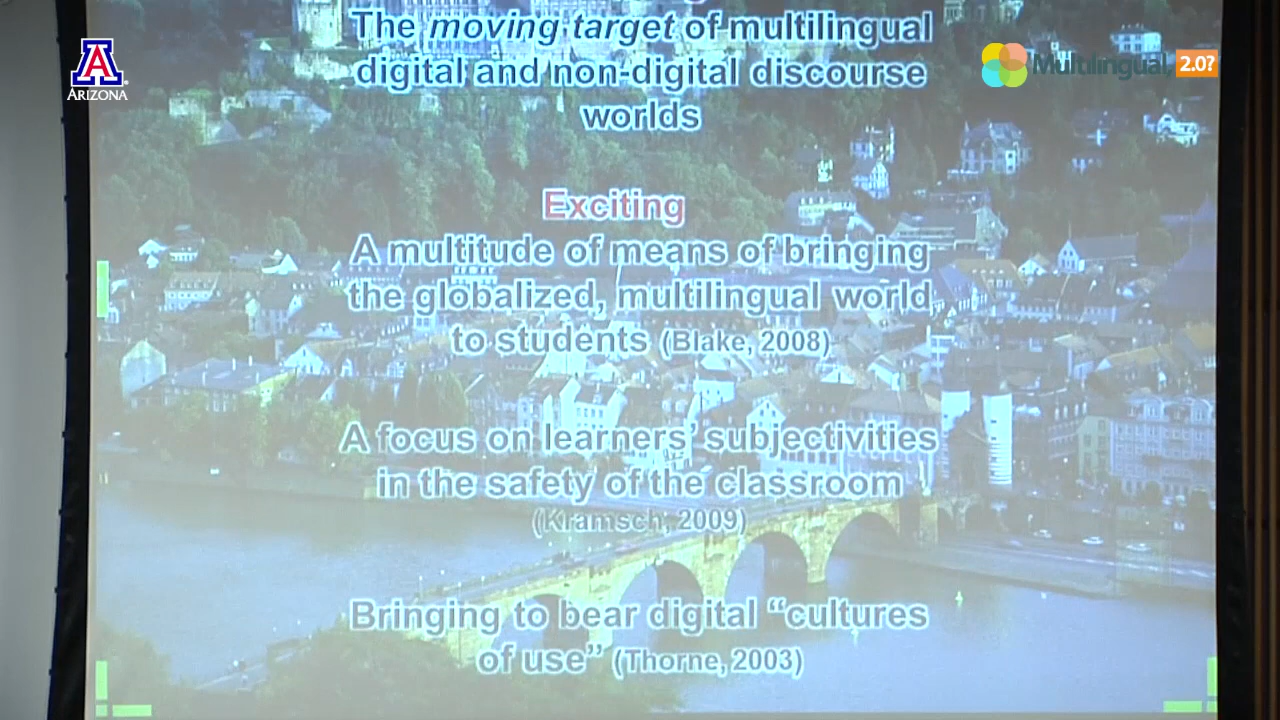 The moving target of multilingual
digital and non-digital discourse
worlds
ARIZONA
Multilingual, 2.0?
Exciting
A multitude of means of bringing
the globalized, multilingual world
to students (Blake, 2008)
A focus on learners' subjectivities
in the safety of the classroom
(Kramsch, 2009)
Bringing to bear digital “cultures
of use” (Thorne, 2003)